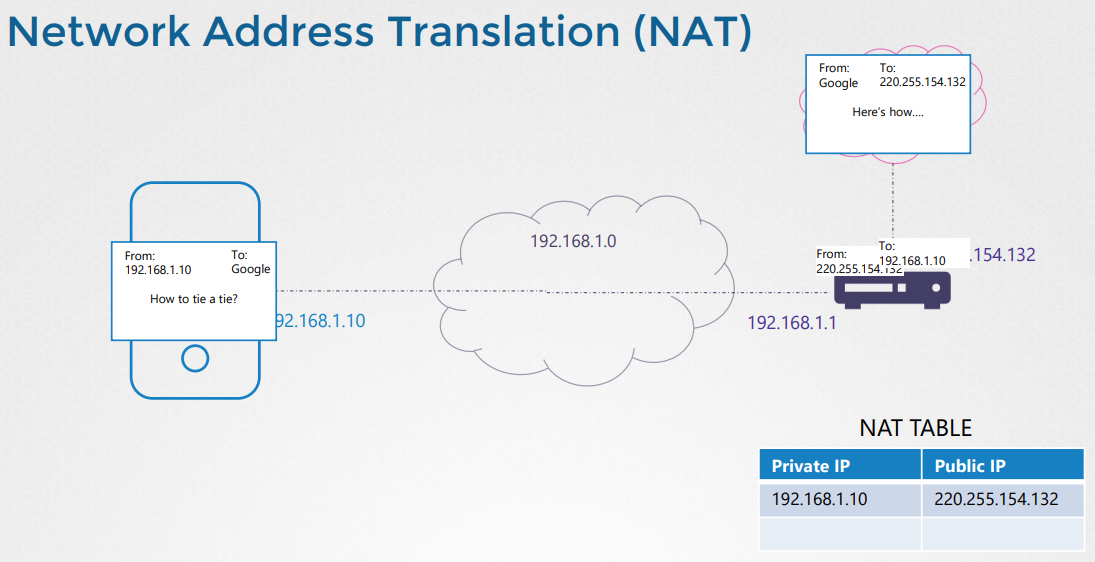 Network Address Translation (NAT)
From: To:
Google 220.255.154.132
Here's how....
192.168.1.0
From: To:
192.168.1.10 Google
How to tie a tie?
92.168.1.10
192.168.1.1
To:
From: 192.168.1.10
220.255.154.132
.154.132
NAT TABLE
Private IP Public IP
192.168.1.10 220.255.154.132